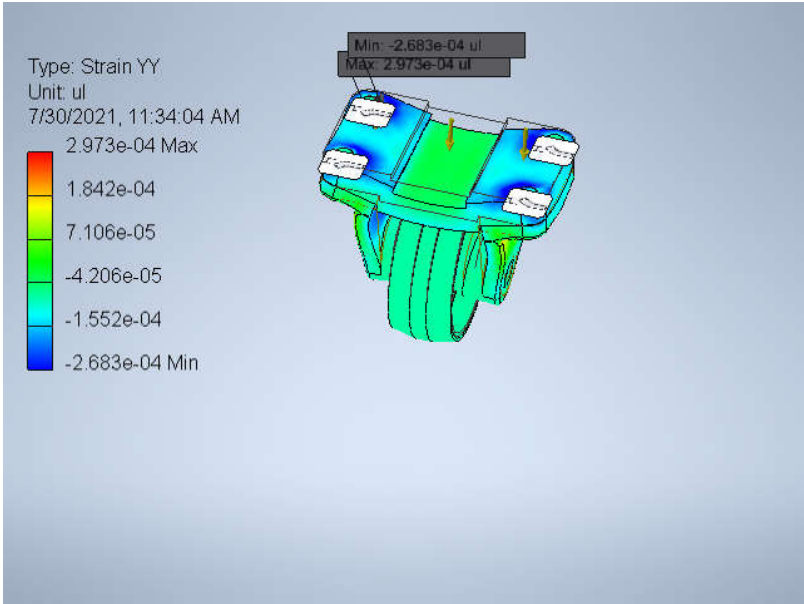 Min: -2.683e-04 ul
Max: 2.973e-04 ul
Type: Strain YY
Unit: ul
7/30/2021, 11:34:04 AM
2.973e-04 Max
1.842e-04
7.106e-05
-4.206e-05
-1.552e-04
-2.683e-04 Min